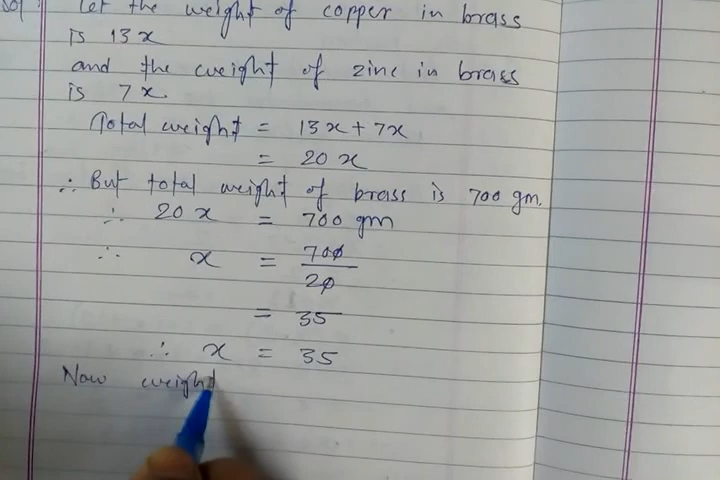 Sol : Let the weight of copper in brass
is 13x
and the weight of zinc in brass
is 7x.
Total weight = 13x + 7x
= 20x
∴ But total weight of brass is 700 gm.
∴ 20x = 700 gm
∴ x = 700/20
= 35
∴ x = 35
Now weight